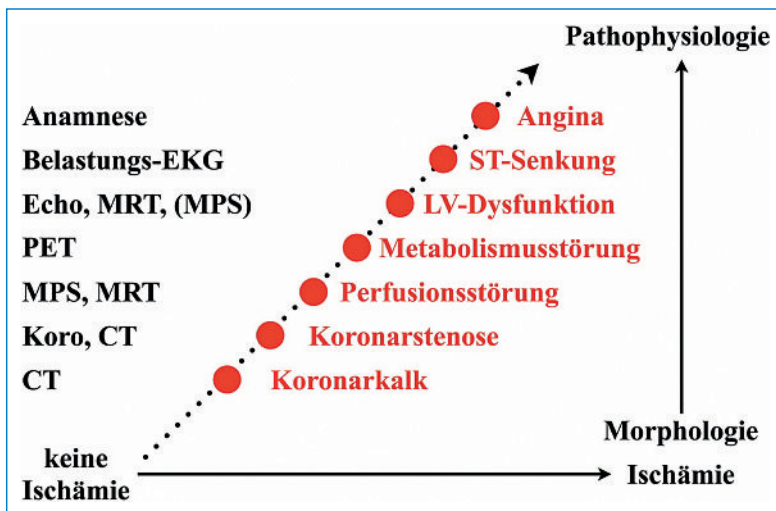 Pathophysiologie
Anamnese Angina
Belastungs-EKG ST-Senkung
Echo, MRT, (MPS) LV-Dysfunktion
PET Metabolismusstörung
MPS, MRT Perfusionsstörung
Koro, CT Koronarstenose
CT Koronarkalk
Morphologie
keine
Ischämie
Ischämie